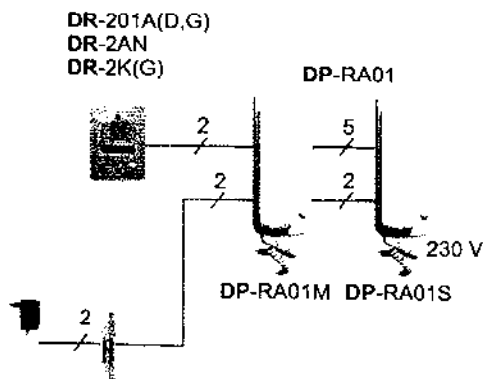 DR-201A(D,G)
DR-2AN
DR-2K(G)
DP-RA01
2
5
2
2
230 V
DP-RA01M DP-RA01S
2